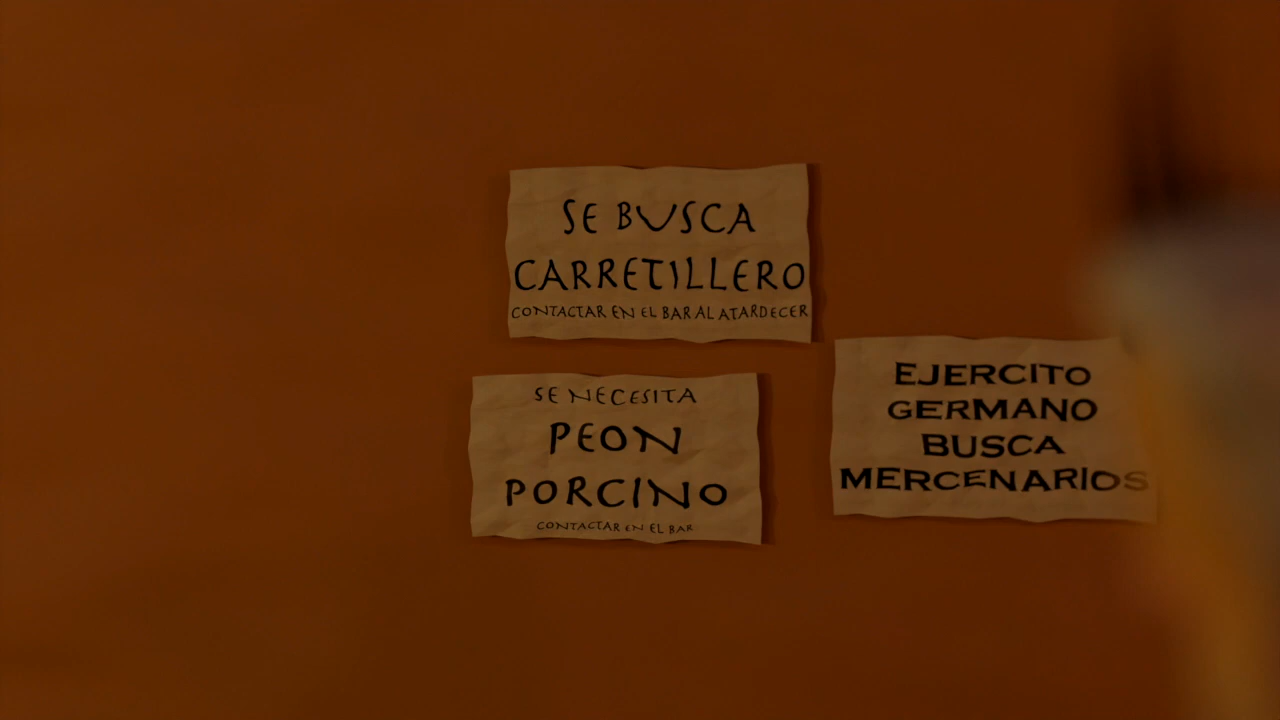 SE BUSCA
CARRETILLERO
CONTACTAR EN EL BAR AL ATARDECER
SE NECESITA
PEON
PORCINO
CONTACTAR EN EL BAR
EJERCITO
GERMANO
BUSCA
MERCENARIOS